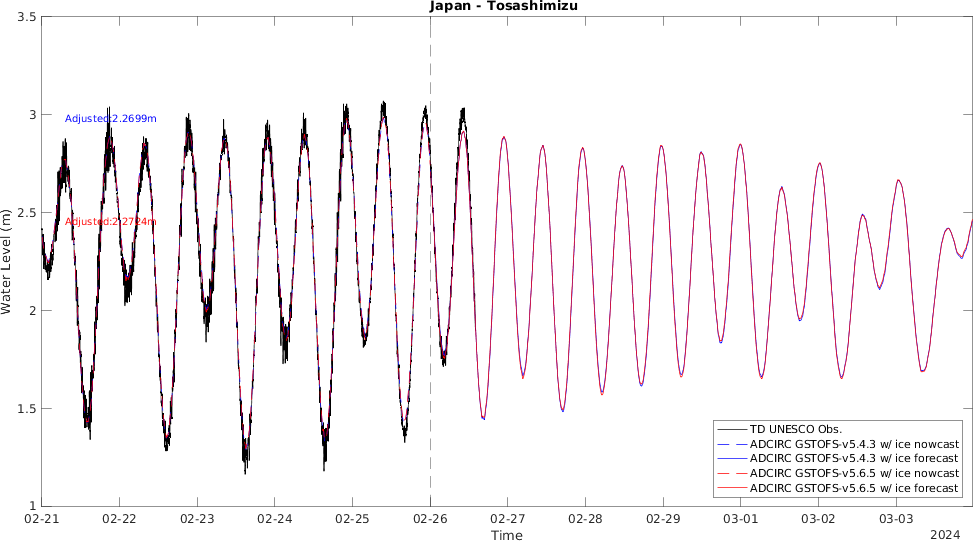 Japan - Tosashimizu
3.5
3
2.5
2
1.5
1
Water Level (m)
Adjusted:2.2699m
Adjusted:2.2724m
TD UNESCO Obs.
ADCIRC GSTOFS-v5.4.3 w/ ice nowcast
ADCIRC GSTOFS-v5.4.3 w/ ice forecast
ADCIRC GSTOFS-v5.6.5 w/ ice nowcast
ADCIRC GSTOFS-v5.6.5 w/ ice forecast
02-21 02-22 02-23 02-24 02-25 02-26 02-27 02-28 02-29 03-01 03-02 03-03
Time
2024